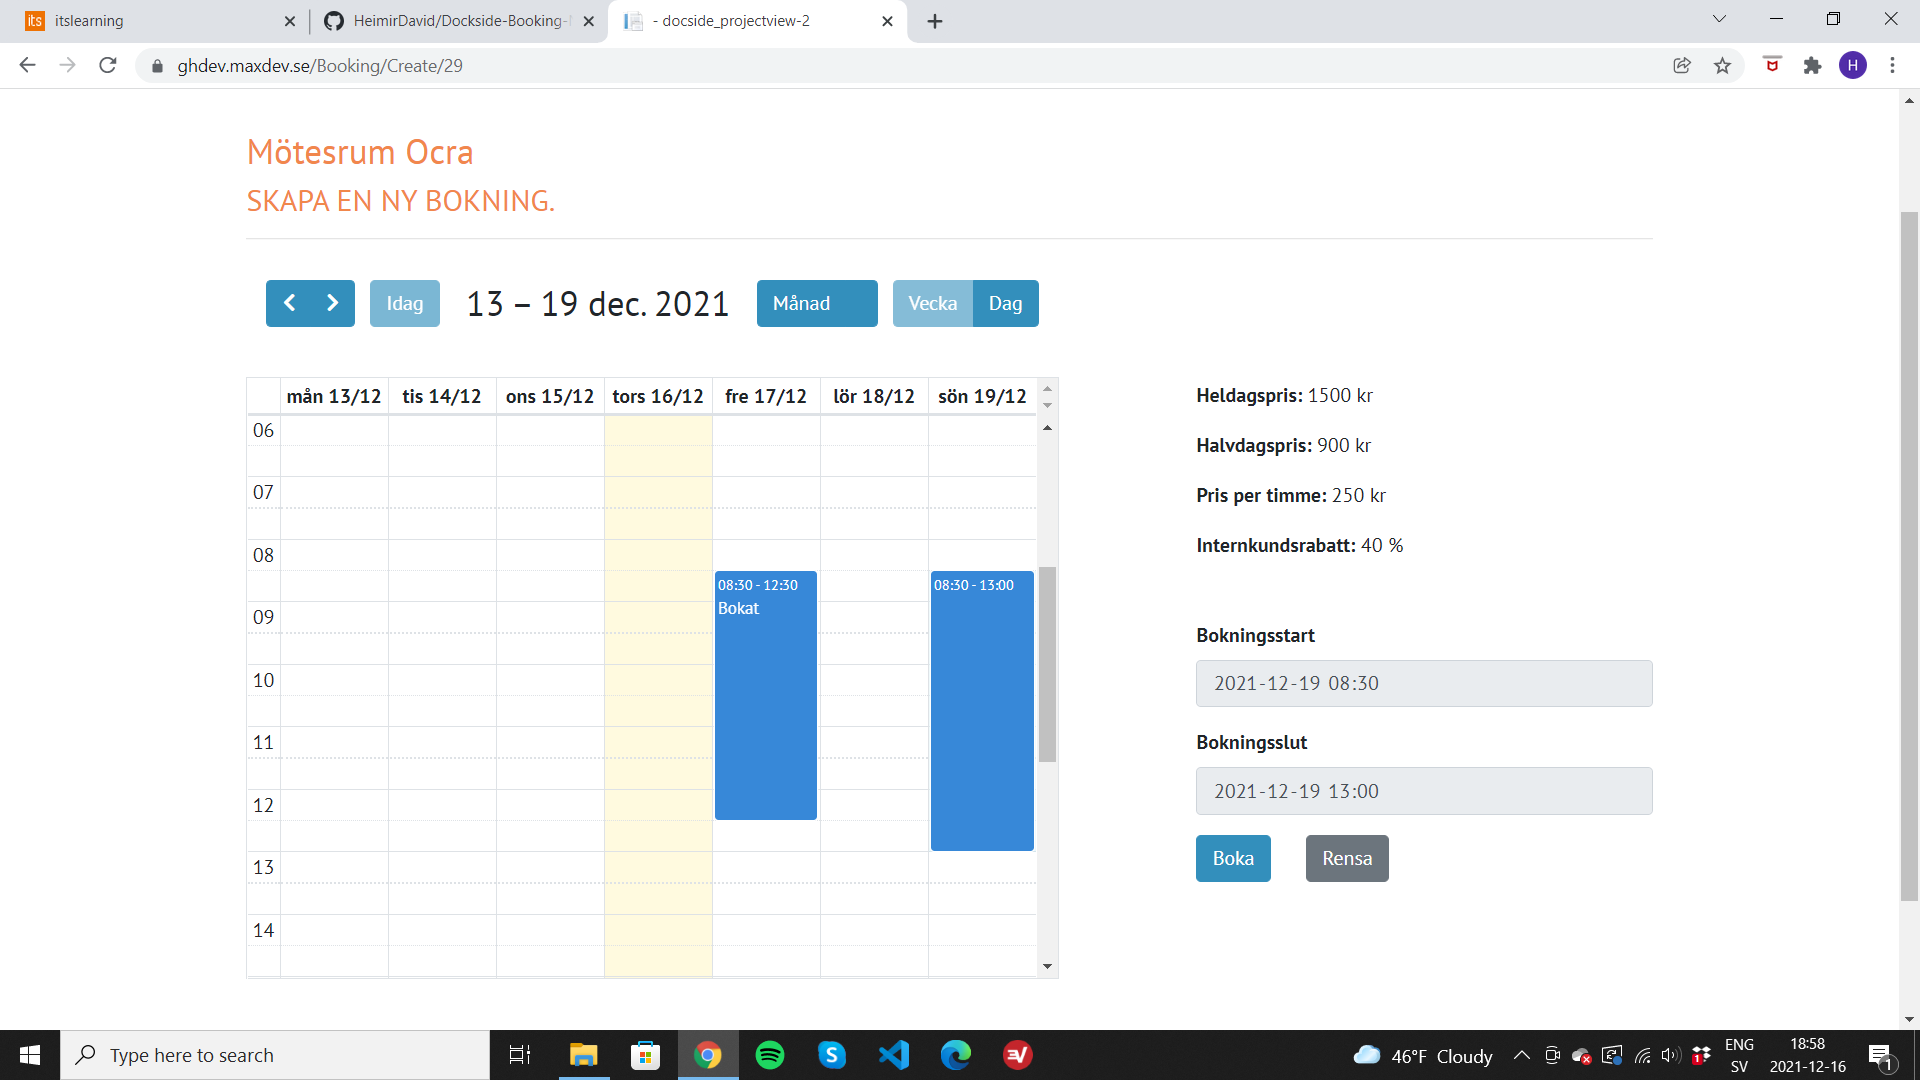 itslearning
HeimirDavid/Dockside-Booking-
- docside_projectview-2
ghdev.maxdev.se/Booking/Create/29
H
Mötesrum Ocra
SKAPA EN NY BOKNING.
Idag
13 – 19 dec. 2021
Månad
Vecka
Dag
mån 13/12
tis 14/12
ons 15/12
tors 16/12
fre 17/12
lör 18/12
sön 19/12
06
07
08
09
10
11
12
13
14
08:30 - 12:30
Bokat
08:30 - 13:00
Heldagspris: 1500 kr
Halvdagspris: 900 kr
Pris per timme: 250 kr
Internkundsrabatt: 40 %
Bokningsstart
2021-12-19 08:30
Bokningsslut
2021-12-19 13:00
Boka
Rensa
Type here to search
46°F Cloudy
ENG
SV
18:58
2021-12-16
1